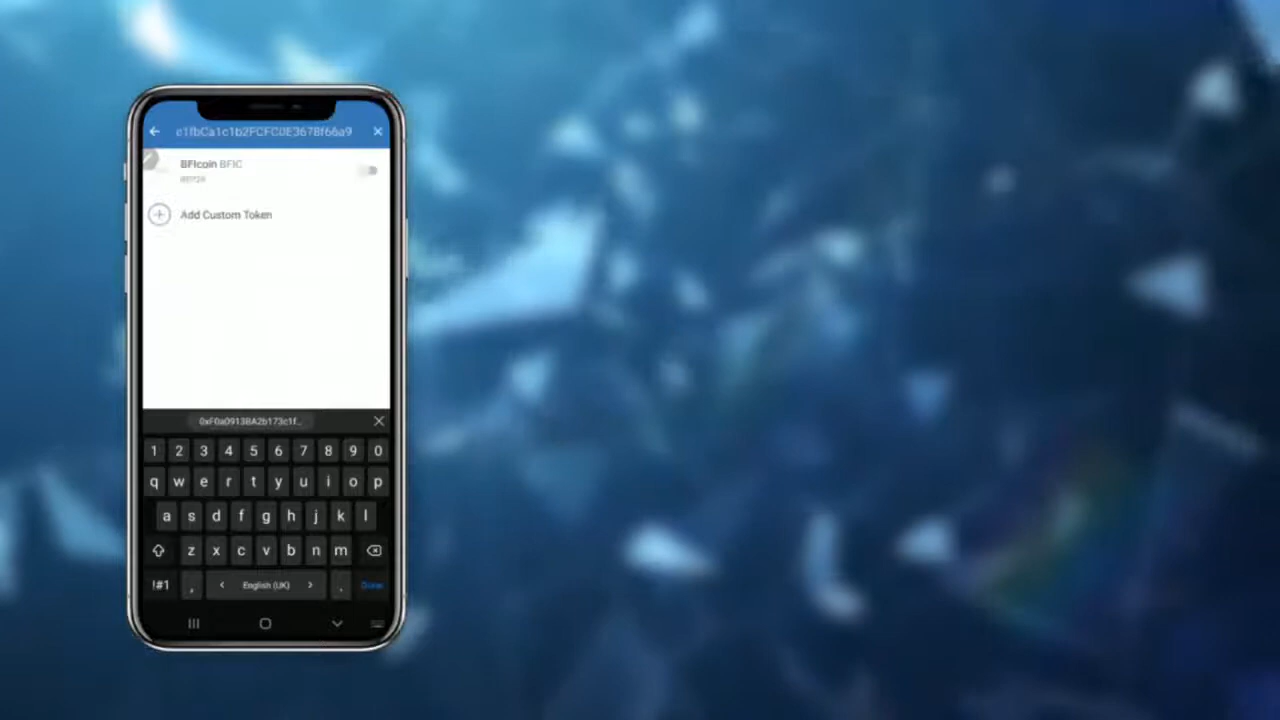 e1fbCa1c1b2FCFC0E3678f66a9
BFIcoin BFIC
BEP20
Add Custom Token
0xF0a0913BA2b173c1f...
1 2 3 4 5 6 7 8 9 0
q w e r t y u i o p
a s d f g h j k l
z x c v b n m
!#1 , < English (UK) > . Done